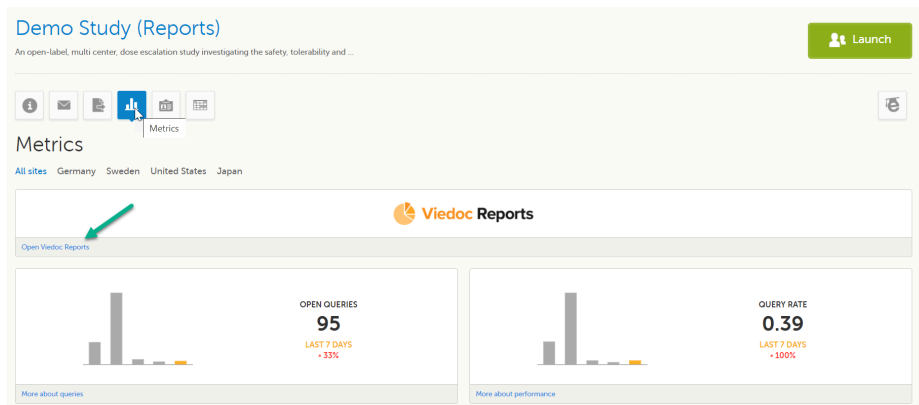 Demo Study (Reports)
An open-label, multi center, dose escalation study investigating the safety, tolerability and ...
Launch
Metrics
Metrics
All sites Germany Sweden United States Japan
Viedoc Reports
Open Viedoc Reports
OPEN QUERIES
95
LAST 7 DAYS
33%
More about queries
QUERY RATE
0.39
LAST 7 DAYS
100%
More about performance